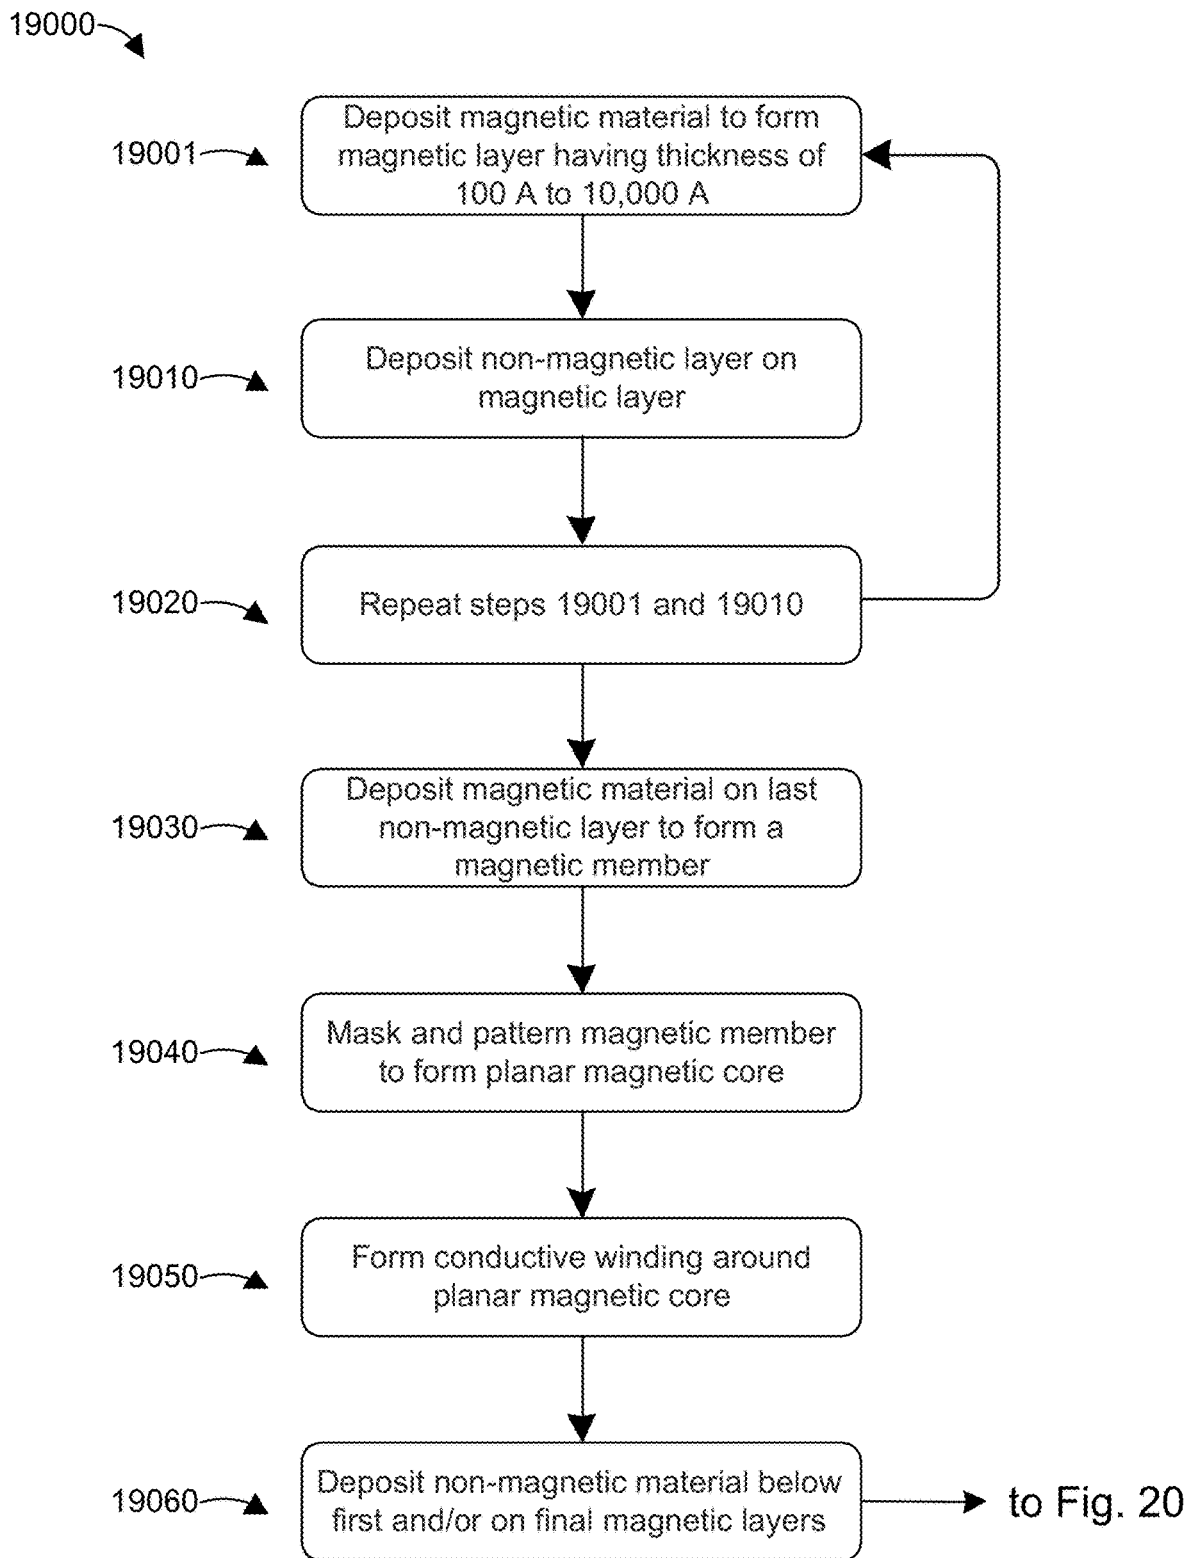 19000
19001
Deposit magnetic material to form
magnetic layer having thickness of
100 A to 10,000 A
19010
Deposit non-magnetic layer on
magnetic layer
19020
Repeat steps 19001 and 19010
19030
Deposit magnetic material on last
non-magnetic layer to form a
magnetic member
19040
Mask and pattern magnetic member
to form planar magnetic core
19050
Form conductive winding around
planar magnetic core
19060
Deposit non-magnetic material below
first and/or on final magnetic layers
to Fig. 20